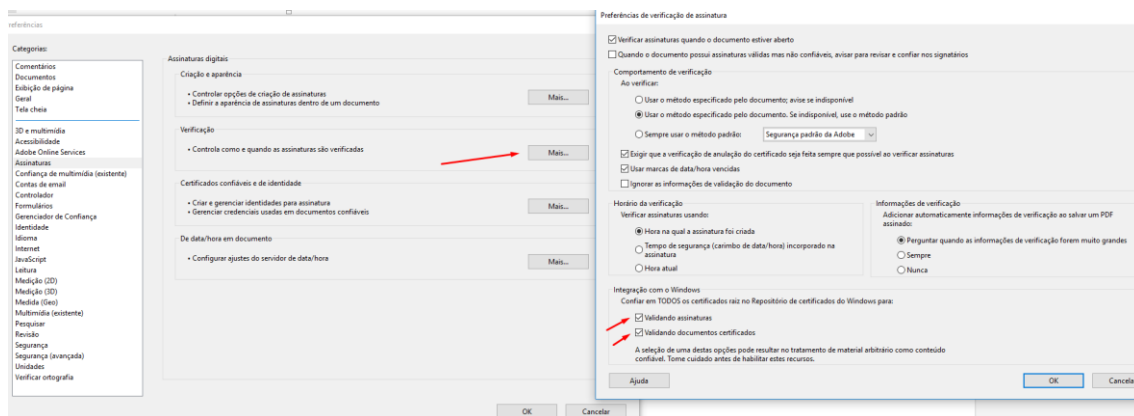 Preferências
Categorias:
Comentários
Documentos
Exibição de página
Geral
Tela cheia
3D e multimídia
Acessibilidade
Adobe Online Services
Assinaturas
Confiança de multimídia (existente)
Contas de email
Controlador
Formulários
Gerenciador de Confiança
Identidade
Idioma
Internet
JavaScript
Leitura
Medição (2D)
Medição (3D)
Medida (Geo)
Multimídia (existente)
Pesquisar
Revisão
Segurança
Segurança (avançada)
Unidades
Verificar ortografia
Assinaturas digitais
Criação e aparência
• Controlar opções de criação de assinaturas
• Definir a aparência de assinaturas dentro de um documento
Mais...
Verificação
• Controla como e quando as assinaturas são verificadas
Mais...
Certificados confiáveis e de identidade
• Criar e gerenciar identidades para assinatura
• Gerenciar credenciais usadas em documentos confiáveis
Mais...
De data/hora em documento
• Configurar ajustes do servidor de data/hora
Mais...
OK
Cancelar
Preferências de verificação de assinatura
Verificar assinaturas quando o documento estiver aberto
Quando o documento possui assinaturas válidas mas não confiáveis, avisar para revisar e confiar nos signatários
Comportamento de verificação
Ao verificar:
Usar o método especificado pelo documento; avise se indisponível
Usar o método especificado pelo documento. Se indisponível, use o método padrão
Sempre usar o método padrão: Segurança padrão da Adobe
Exigir que a verificação de anulação do certificado seja feita sempre que possível ao verificar assinaturas
Usar marcas de data/hora vencidas
Ignorar as informações de validação do documento
Horário da verificação
Verificar assinaturas usando:
Hora na qual a assinatura foi criada
Tempo de segurança (carimbo de data/hora) incorporado na
assinatura
Hora atual
Informações de verificação
Adicionar automaticamente informações de verificação ao salvar um PDF
assinado:
Perguntar quando as informações de verificação forem muito grandes
Sempre
Nunca
Integração com o Windows
Confiar em TODOS os certificados raiz no Repositório de certificados do Windows para:
Validando assinaturas
Validando documentos certificados
A seleção de uma destas opções pode resultar no tratamento de material arbitrário como conteúdo
confiável. Tome cuidado antes de habilitar estes recursos.
Ajuda
OK
Cancela